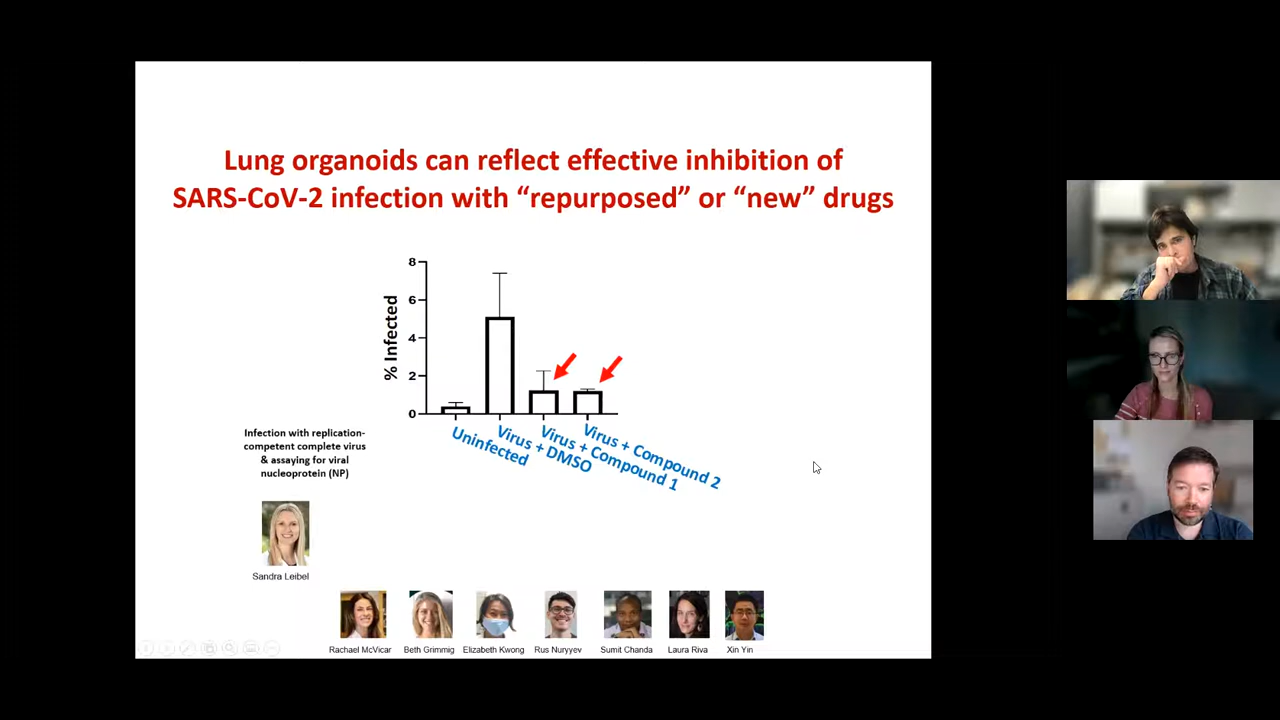 Lung organoids can reflect effective inhibition of
SARS-CoV-2 infection with “repurposed” or “new” drugs
8
6
4
2
0
% Infected
Uninfected
Virus + DMSO
Virus + Compound 1
Virus + Compound 2
Infection with replication-
competent complete virus
& assaying for viral
nucleoprotein (NP)
Sandra Leibel
Rachael McVicar
Beth Grimmig
Elizabeth Kwong
Rus Nuryyev
Sumit Chanda
Laura Riva
Xin Yin